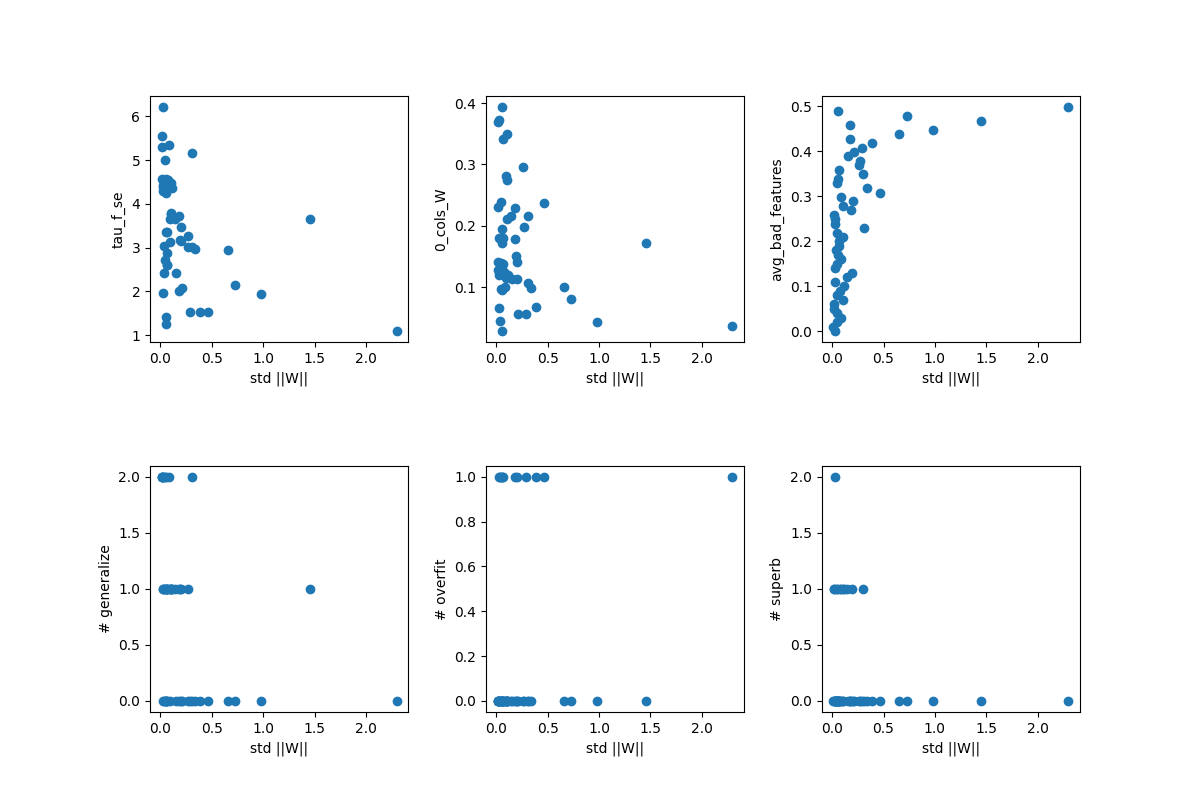 6
5
4
3
2
1
tau_f_se
0.0 0.5 1.0 1.5 2.0
std ||W||
0.4
0.3
0.2
0.1
0_cols_W
0.0 0.5 1.0 1.5 2.0
std ||W||
0.5
0.4
0.3
0.2
0.1
0.0
avg_bad_features
0.0 0.5 1.0 1.5 2.0
std ||W||
2.0
1.5
1.0
0.5
0.0
# generalize
0.0 0.5 1.0 1.5 2.0
std ||W||
1.0
0.8
0.6
0.4
0.2
0.0
# overfit
0.0 0.5 1.0 1.5 2.0
std ||W||
2.0
1.5
1.0
0.5
0.0
# superb
0.0 0.5 1.0 1.5 2.0
std ||W||